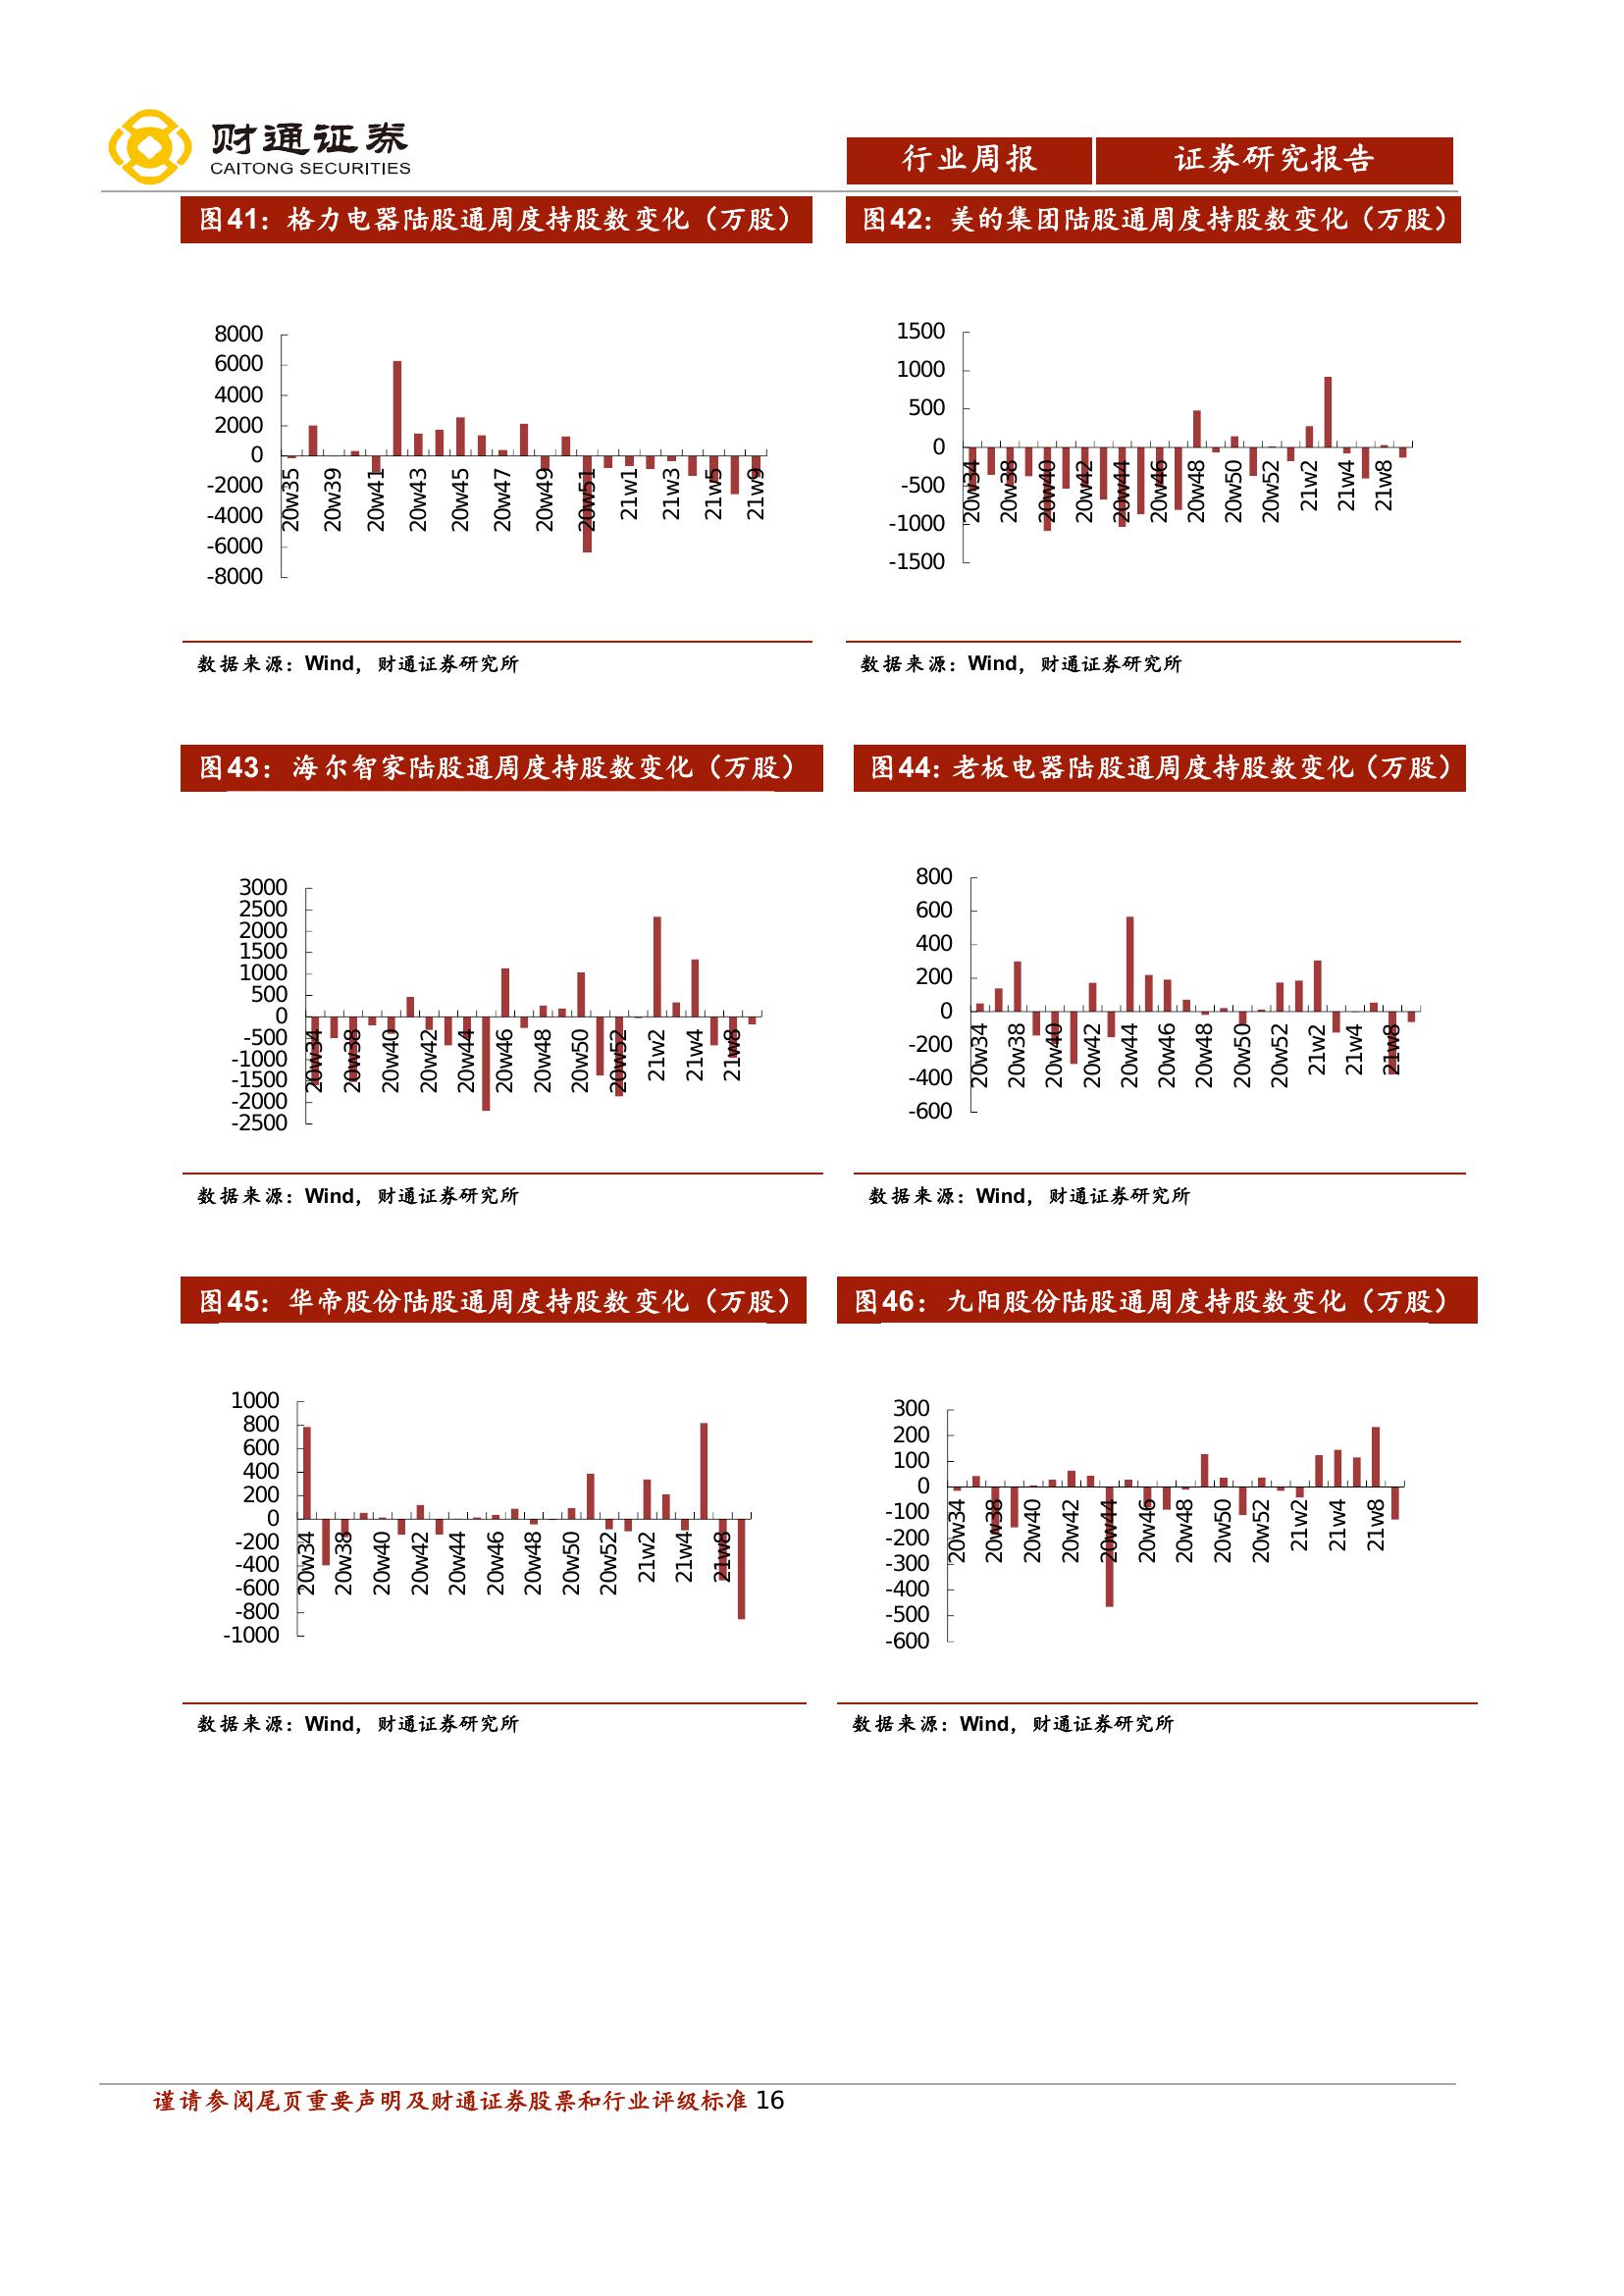 财通证券
CAITONG SECURITIES
行业周报 证券研究报告
图41：格力电器陆股通周度持股数变化（万股）
8000
6000
4000
2000
0
-2000
-4000
-6000
-8000
20w35 20w39 20w41 20w43 20w45 20w47 20w49 20w51 21w1 21w3 21w5 21w9
数据来源：Wind，财通证券研究所
图42：美的集团陆股通周度持股数变化（万股）
1500
1000
500
0
-500
-1000
-1500
20w34 20w38 20w40 20w42 20w44 20w46 20w48 20w50 20w52 21w2 21w4 21w8
数据来源：Wind，财通证券研究所
图43：海尔智家陆股通周度持股数变化（万股）
3000
2500
2000
1500
1000
500
0
-500
-1000
-1500
-2000
-2500
20w34 20w38 20w40 20w42 20w44 20w46 20w48 20w50 20w52 21w2 21w4 21w8
数据来源：Wind，财通证券研究所
图44：老板电器陆股通周度持股数变化（万股）
800
600
400
200
0
-200
-400
-600
20w34 20w38 20w40 20w42 20w44 20w46 20w48 20w50 20w52 21w2 21w4 21w8
数据来源：Wind，财通证券研究所
图45：华帝股份陆股通周度持股数变化（万股）
1000
800
600
400
200
0
-200
-400
-600
-800
-1000
20w34 20w38 20w40 20w42 20w44 20w46 20w48 20w50 20w52 21w2 21w4 21w8
数据来源：Wind，财通证券研究所
图46：九阳股份陆股通周度持股数变化（万股）
300
200
100
0
-100
-200
-300
-400
-500
-600
20w34 20w38 20w40 20w42 20w44 20w46 20w48 20w50 20w52 21w2 21w4 21w8
数据来源：Wind，财通证券研究所
谨请参阅尾页重要声明及财通证券股票和行业评级标准 16